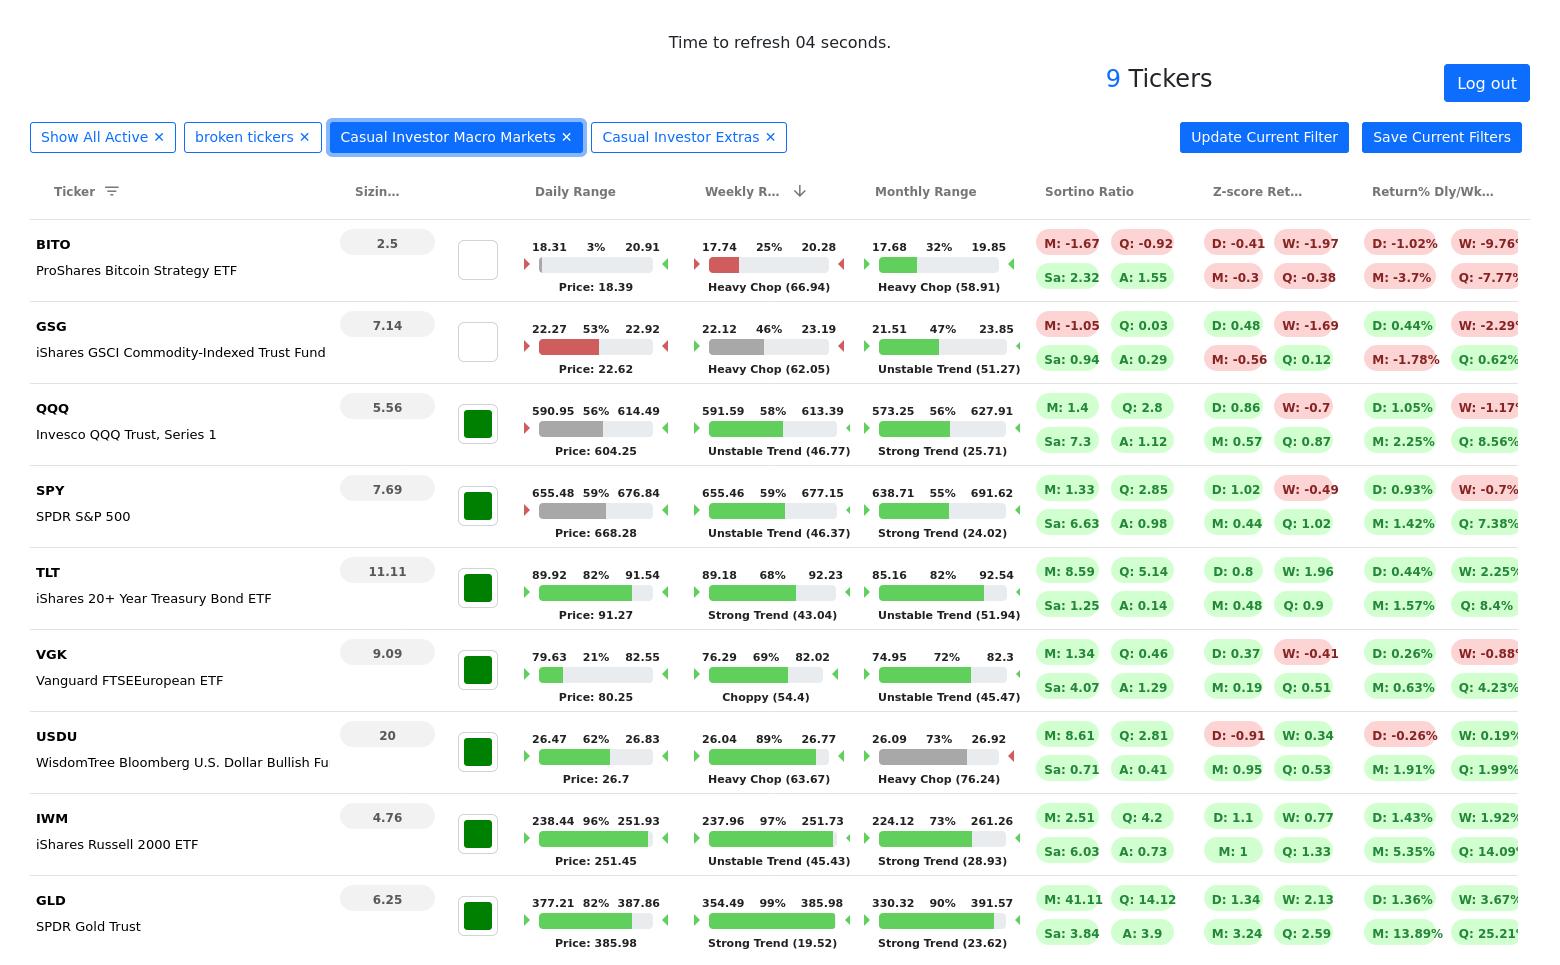 Time to refresh 04 seconds.
9 Tickers
Log out
Show All Active ✕ broken tickers ✕ Casual Investor Macro Markets ✕ Casual Investor Extras ✕ Update Current Filter Save Current Filters
Ticker Sizin... Daily Range Weekly R... Monthly Range Sortino Ratio Z-score Ret... Return% Dly/Wk...
BITO 2.5 18.31 3% 20.91 17.74 25% 20.28 17.68 32% 19.85 M: -1.67 Q: -0.92 D: -0.41 W: -1.97 D: -1.02% W: -9.76%
ProShares Bitcoin Strategy ETF Sa: 2.32 A: 1.55 M: -0.3 Q: -0.38 M: -3.7% Q: -7.77%
Price: 18.39 Heavy Chop (66.94) Heavy Chop (58.91)
GSG 7.14 22.27 53% 22.92 22.12 46% 23.19 21.51 47% 23.85 M: -1.05 Q: 0.03 D: 0.48 W: -1.69 D: 0.44% W: -2.29%
iShares GSCI Commodity-Indexed Trust Fund Sa: 0.94 A: 0.29 M: -0.56 Q: 0.12 M: -1.78% Q: 0.62%
Price: 22.62 Heavy Chop (62.05) Unstable Trend (51.27)
QQQ 5.56 590.95 56% 614.49 591.59 58% 613.39 573.25 56% 627.91 M: 1.4 Q: 2.8 D: 0.86 W: -0.7 D: 1.05% W: -1.17%
Invesco QQQ Trust, Series 1 Sa: 7.3 A: 1.12 M: 0.57 Q: 0.87 M: 2.25% Q: 8.56%
Price: 604.25 Unstable Trend (46.77) Strong Trend (25.71)
SPY 7.69 655.48 59% 676.84 655.46 59% 677.15 638.71 55% 691.62 M: 1.33 Q: 2.85 D: 1.02 W: -0.49 D: 0.93% W: -0.7%
SPDR S&P 500 Sa: 6.63 A: 0.98 M: 0.44 Q: 1.02 M: 1.42% Q: 7.38%
Price: 668.28 Unstable Trend (46.37) Strong Trend (24.02)
TLT 11.11 89.92 82% 91.54 89.18 68% 92.23 85.16 82% 92.54 M: 8.59 Q: 5.14 D: 0.8 W: 1.96 D: 0.44% W: 2.25%
iShares 20+ Year Treasury Bond ETF Sa: 1.25 A: 0.14 M: 0.48 Q: 0.9 M: 1.57% Q: 8.4%
Price: 91.27 Strong Trend (43.04) Unstable Trend (51.94)
VGK 9.09 79.63 21% 82.55 76.29 69% 82.02 74.95 72% 82.3 M: 1.34 Q: 0.46 D: 0.37 W: -0.41 D: 0.26% W: -0.88%
Vanguard FTSEEuropean ETF Sa: 4.07 A: 1.29 M: 0.19 Q: 0.51 M: 0.63% Q: 4.23%
Price: 80.25 Choppy (54.4) Unstable Trend (45.47)
USDU 20 26.47 62% 26.83 26.04 89% 26.77 26.09 73% 26.92 M: 8.61 Q: 2.81 D: -0.91 W: 0.34 D: -0.26% W: 0.19%
WisdomTree Bloomberg U.S. Dollar Bullish Fu Sa: 0.71 A: 0.41 M: 0.95 Q: 0.53 M: 1.91% Q: 1.99%
Price: 26.7 Heavy Chop (63.67) Heavy Chop (76.24)
IWM 4.76 238.44 96% 251.93 237.96 97% 251.73 224.12 73% 261.26 M: 2.51 Q: 4.2 D: 1.1 W: 0.77 D: 1.43% W: 1.92%
iShares Russell 2000 ETF Sa: 6.03 A: 0.73 M: 1 Q: 1.33 M: 5.35% Q: 14.09%
Price: 251.45 Unstable Trend (45.43) Strong Trend (28.93)
GLD 6.25 377.21 82% 387.86 354.49 99% 385.98 330.32 90% 391.57 M: 41.11 Q: 14.12 D: 1.34 W: 2.13 D: 1.36% W: 3.67%
SPDR Gold Trust Sa: 3.84 A: 3.9 M: 3.24 Q: 2.59 M: 13.89% Q: 25.21%
Price: 385.98 Strong Trend (19.52) Strong Trend (23.62)